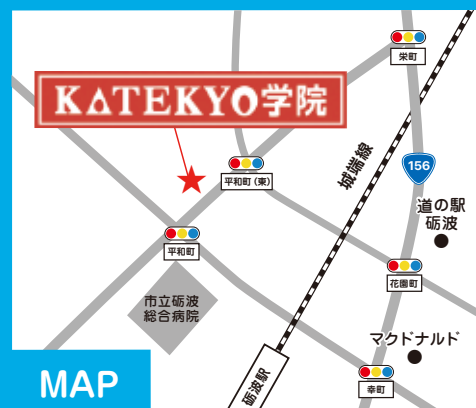 栄町
KATEKYO学院
156
城端線
平和町(東)
道の駅
砺波
平和町
花園町
市立砺波
総合病院
マクドナルド
砺波駅
幸町
MAP